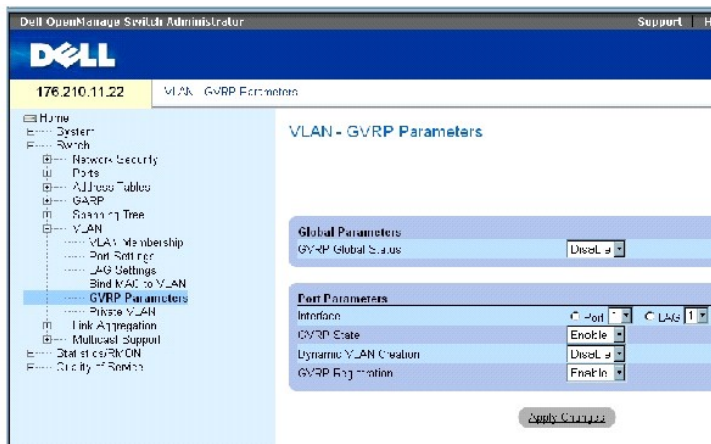 Dell OpenManage Switch Administrator
Support
DELL
176.210.11.22
VLAN - GVRP Parameters
Home
System
Switch
Network Security
Ports
Address Tables
GARP
Spanning Tree
VLAN
VLAN Membership
Port Settings
LAG Settings
Bind MAC to VLAN
GVRP Parameters
Private VLAN
Link Aggregation
Multicast Support
Statistics/RMON
Quality of Service
VLAN - GVRP Parameters
Global Parameters
GVRP Global Status Disable
Port Parameters
Interface Port 1 LAG 1
GVRP State Enable
Dynamic VLAN Creation Disable
GVRP Registration Enable
Apply Changes